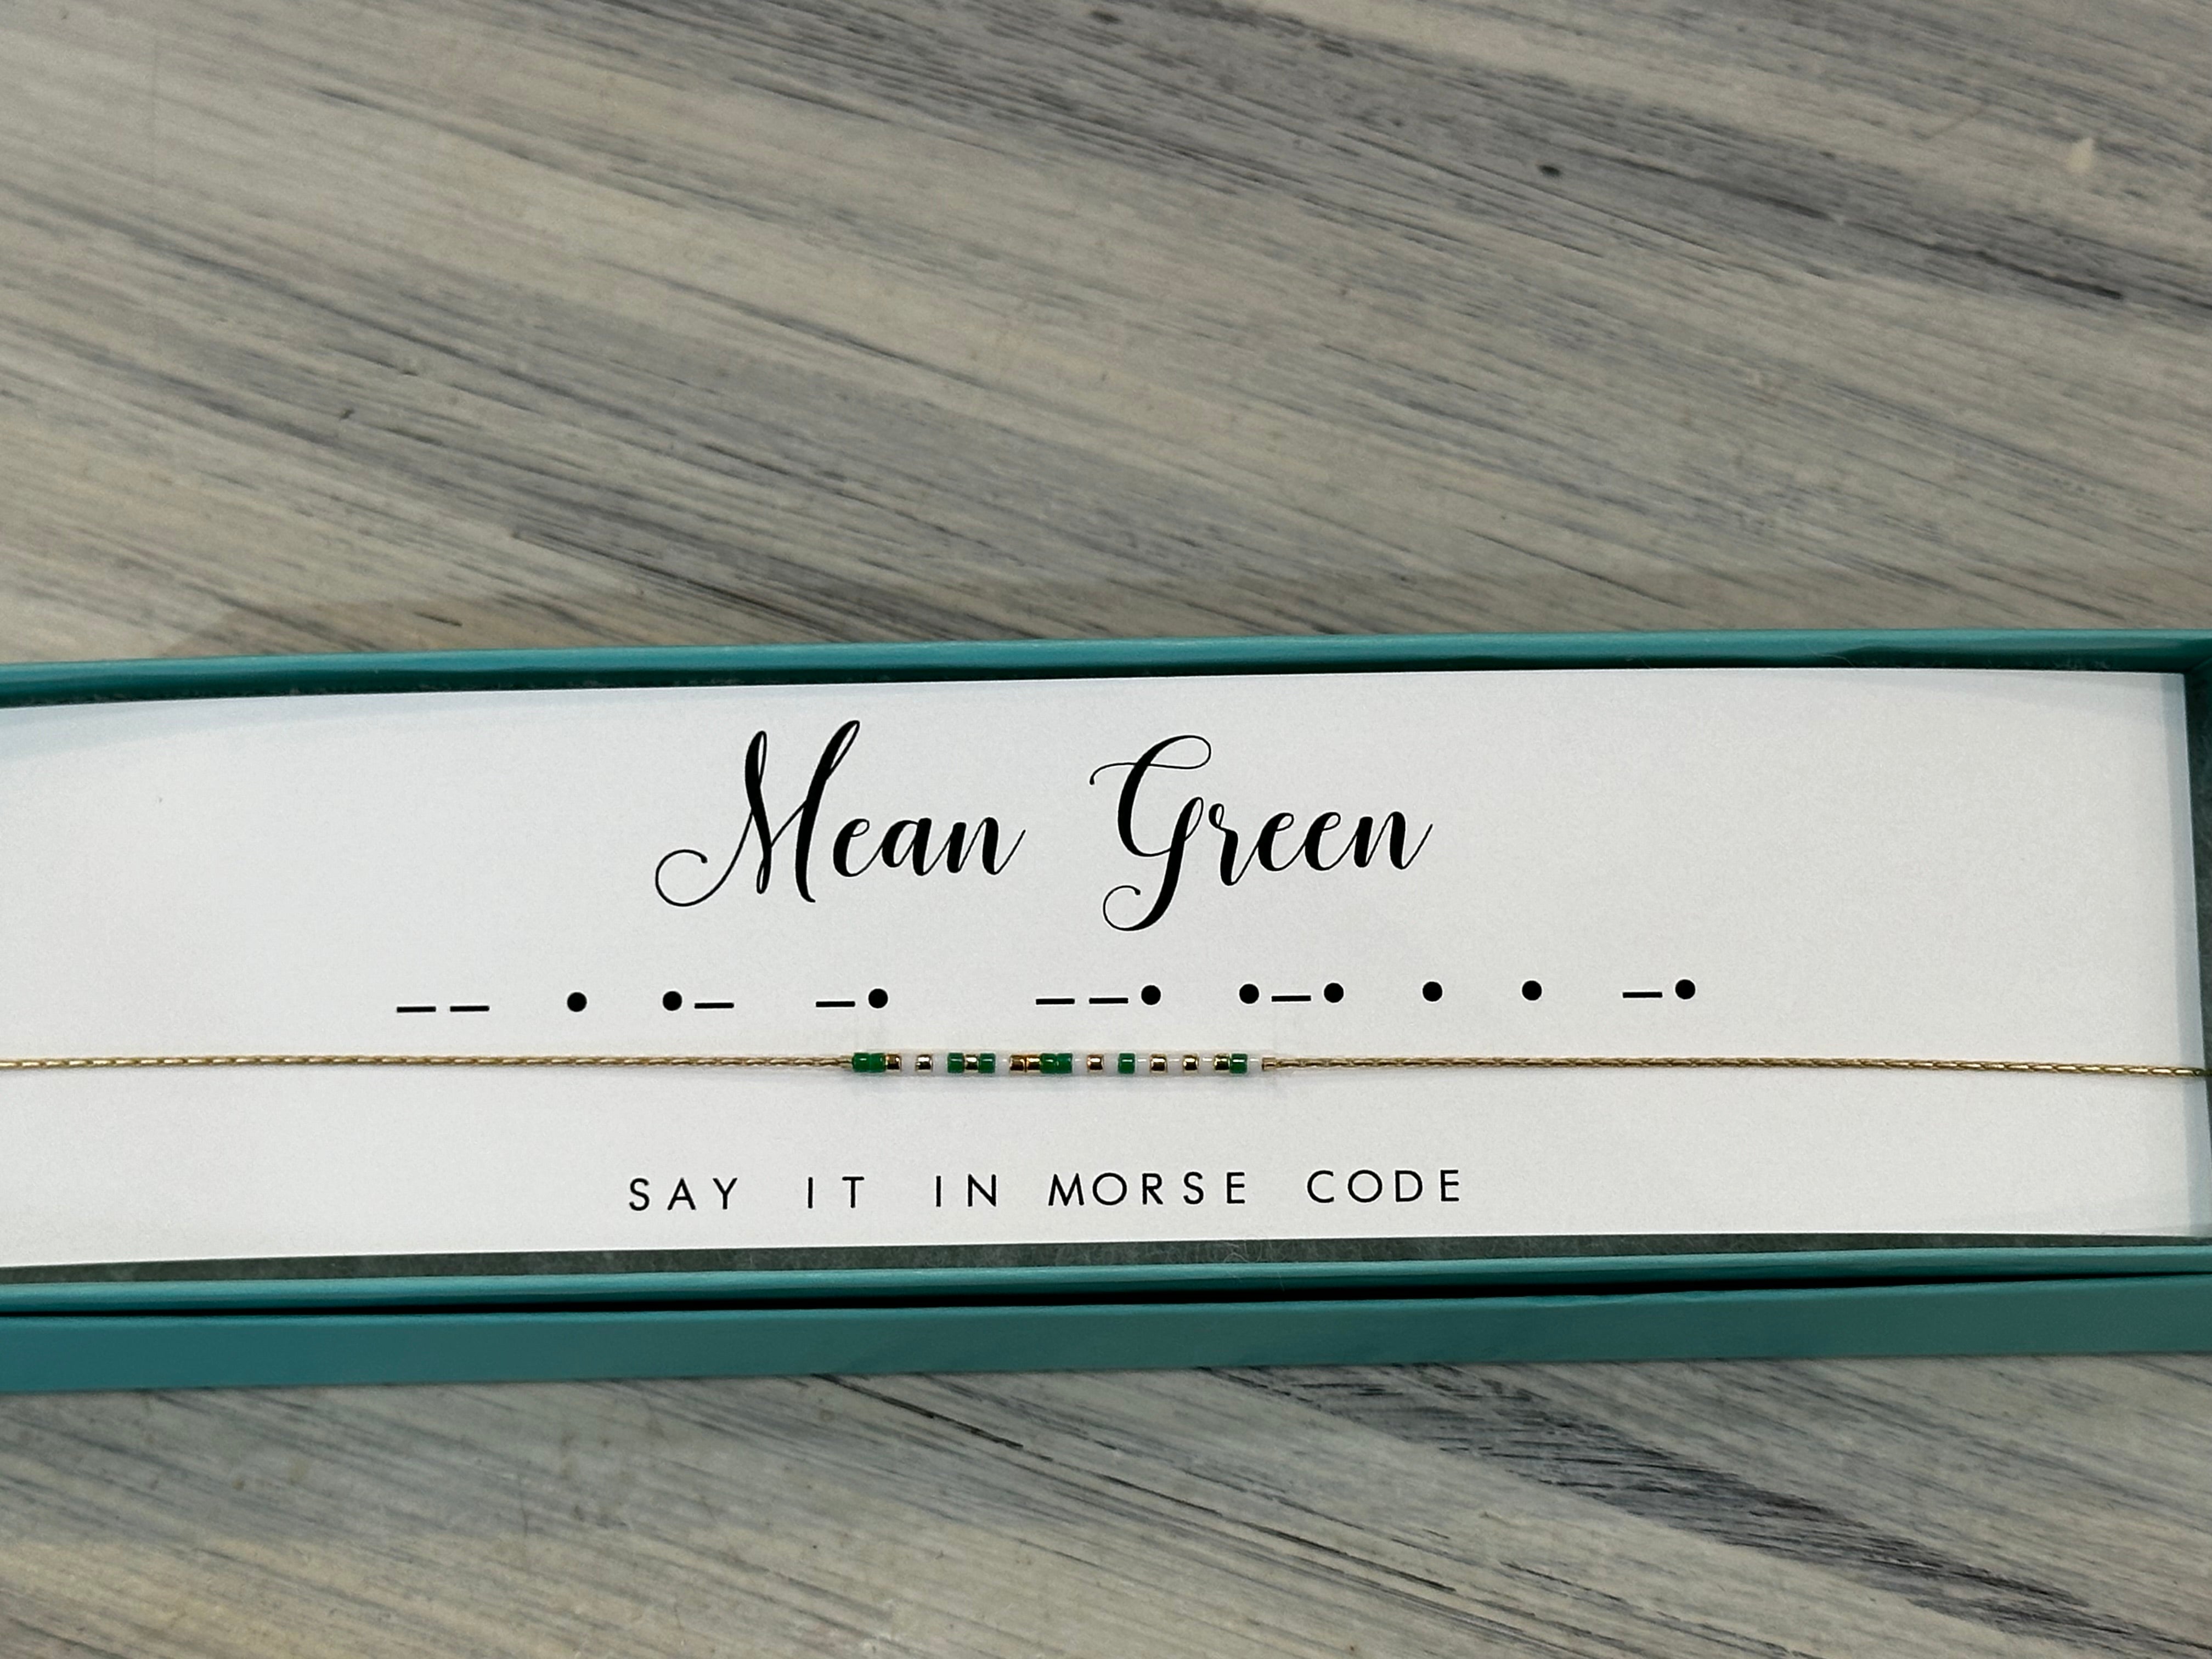 Mean Green
— — • • — — • — — • • — • • • — •
SAY IT IN MORSE CODE